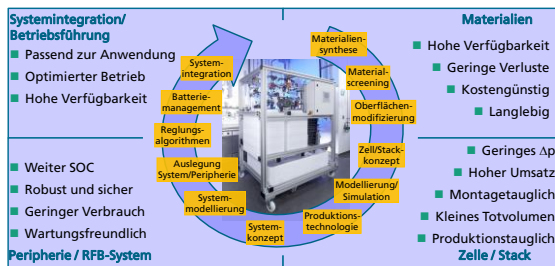 Systemintegration/
Betriebsführung
Passend zur Anwendung
Optimierter Betrieb
Hohe Verfügbarkeit
Materialien
Hohe Verfügbarkeit
Geringe Verluste
Kostengünstig
Langlebig
Materialien-
synthese
Material-
screening
Oberflächen-
modifizierung
Zell/Stack-
konzept
Modellierung/
Simulation
Produktions-
technologie
System-
konzept
System-
modellierung
Auslegung
System/Peripherie
Reglungs-
algorithmen
Batterie-
management
System-
integration
Weiter SOC
Robust und sicher
Geringer Verbrauch
Wartungsfreundlich
Peripherie / RFB-System
Geringes Δp
Hoher Umsatz
Montagetauglich
Kleines Totvolumen
Produktionstauglich
Zelle / Stack